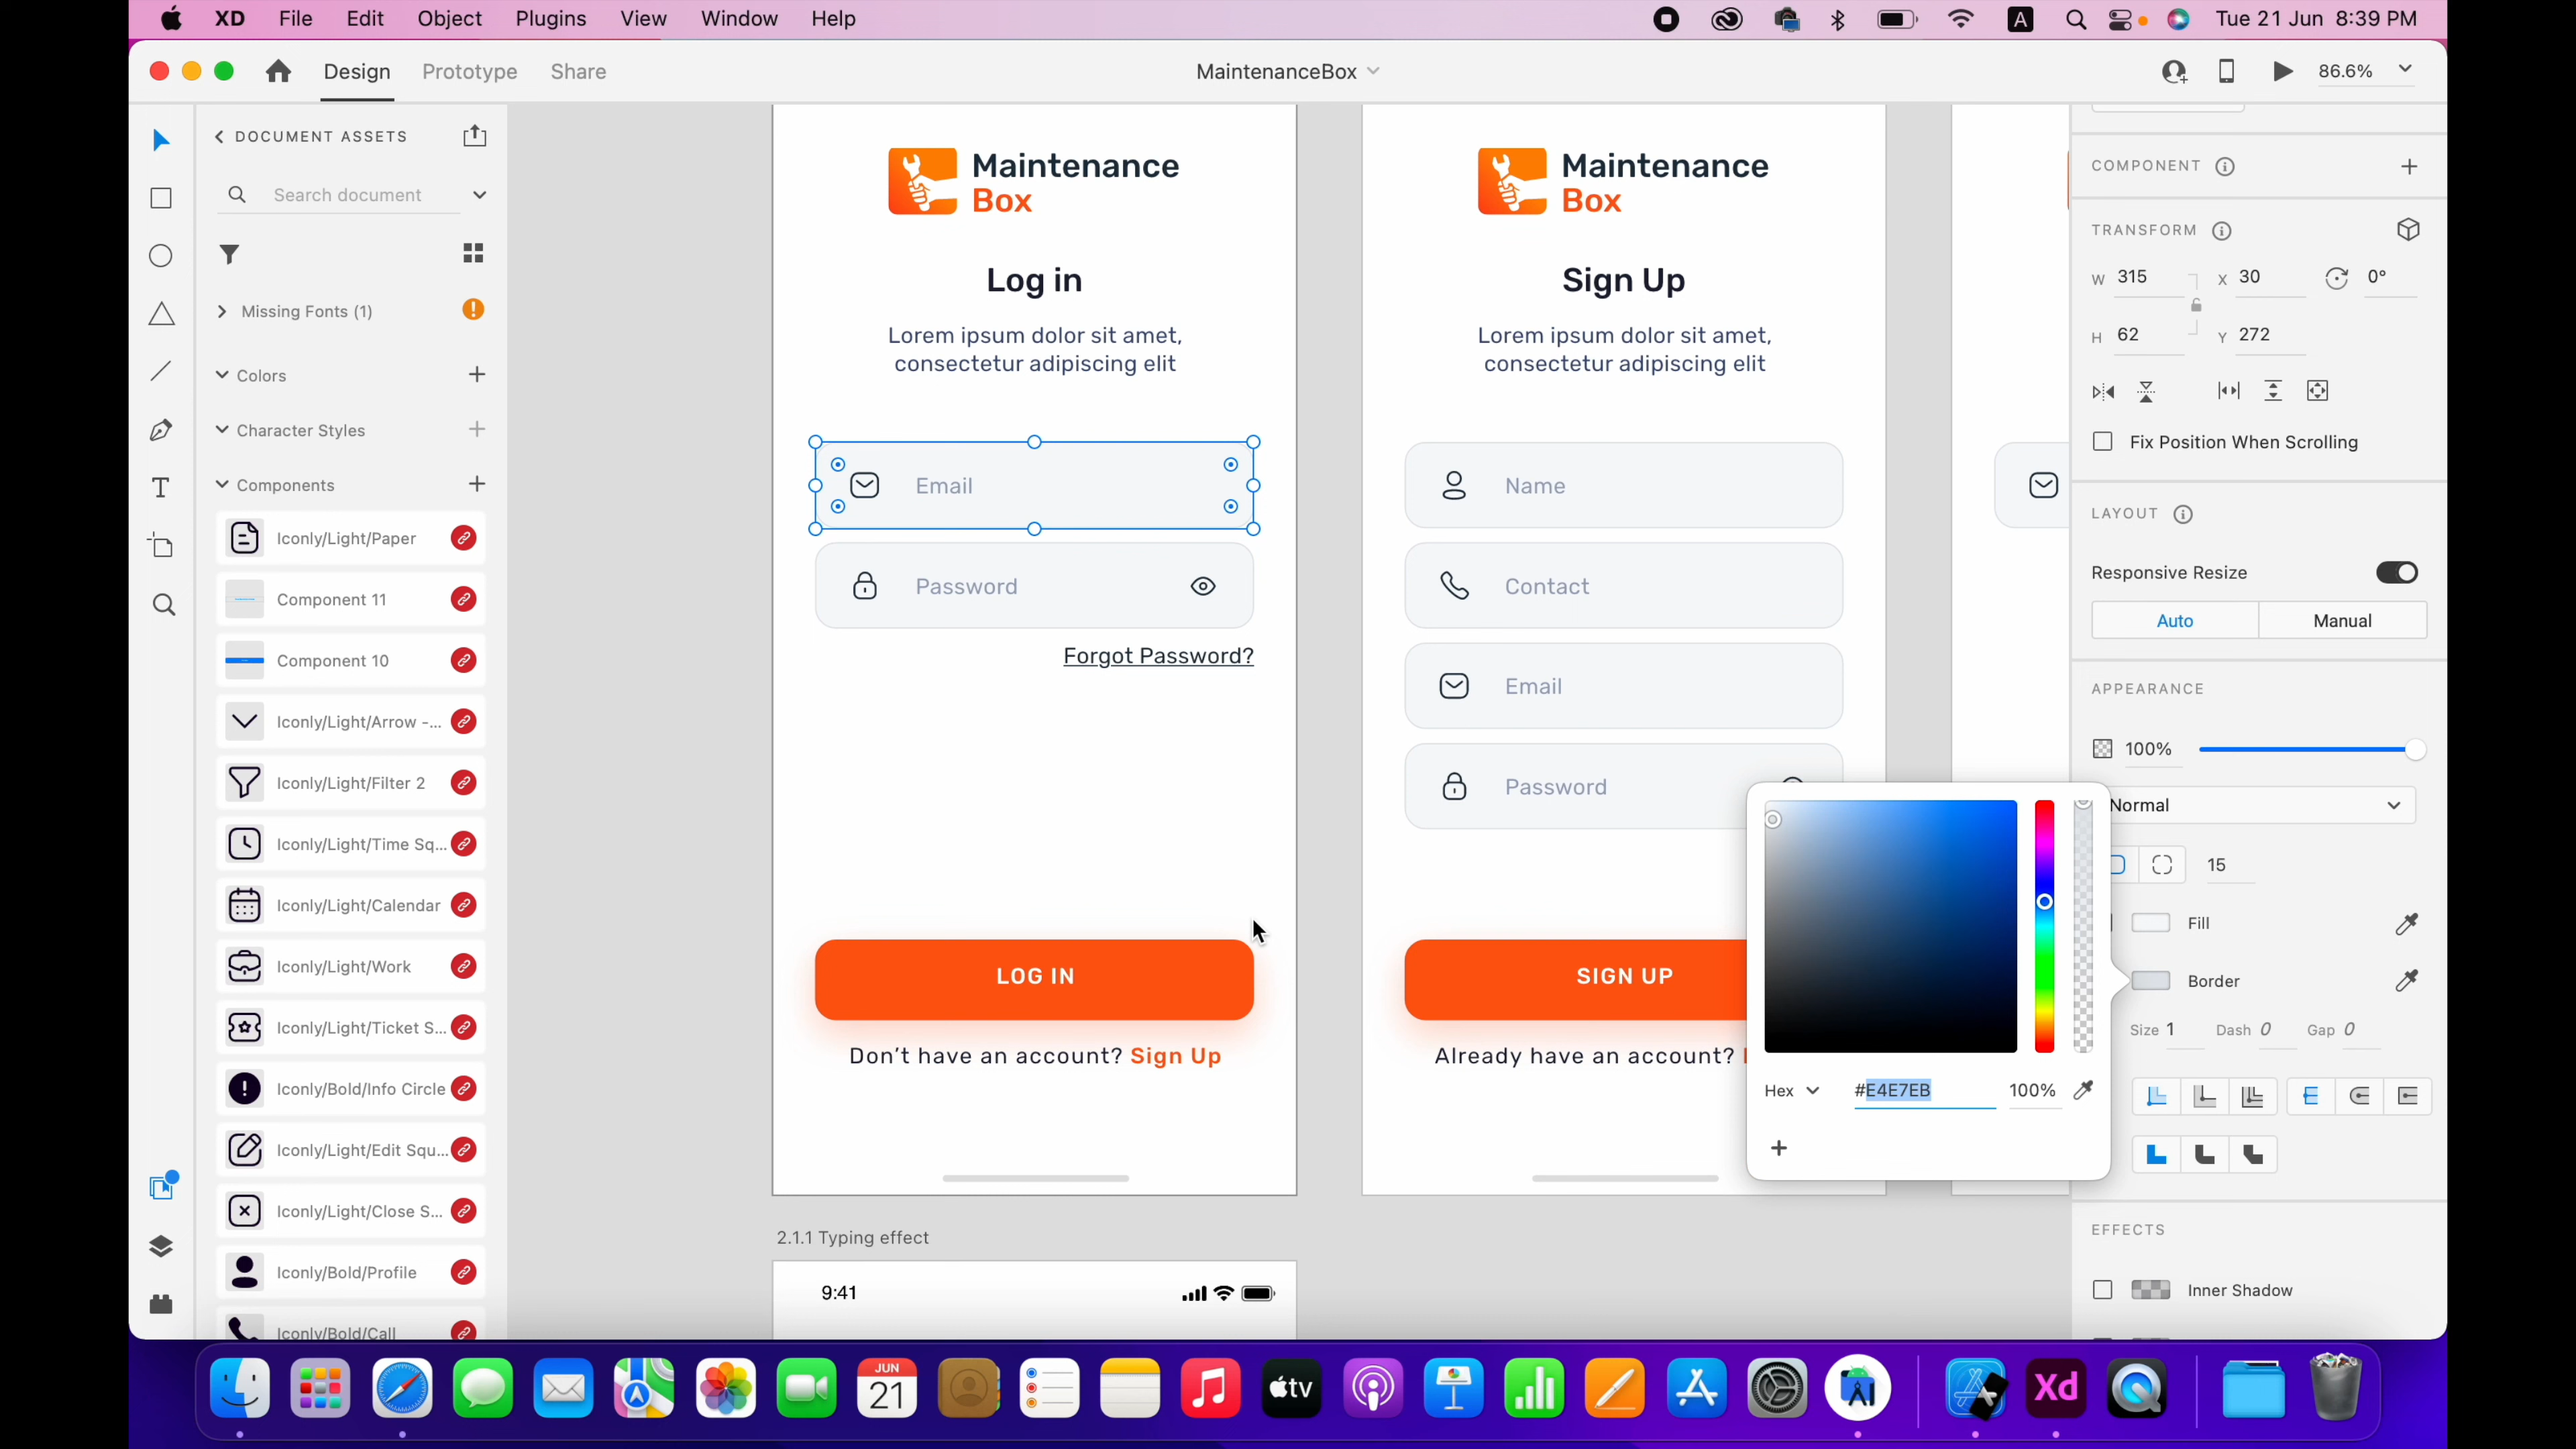 XD File Edit Object Plugins View Window Help
A
Tue 21 Jun 8:39 PM
Design Prototype Share
MaintenanceBox
86.6%
DOCUMENT ASSETS
Search document
Missing Fonts (1)
Colors
Character Styles
Components
Iconly/Light/Paper
Component 11
Component 10
Iconly/Light/Arrow -...
Iconly/Light/Filter 2
Iconly/Light/Time Sq...
Iconly/Light/Calendar
Iconly/Light/Work
Iconly/Light/Ticket S...
Iconly/Bold/Info Circle
Iconly/Light/Edit Squ...
Iconly/Light/Close S...
Iconly/Bold/Profile
Iconly/Bold/Call
Maintenance
Box
Log in
Lorem ipsum dolor sit amet,
consectetur adipiscing elit
Email
Password
Forgot Password?
LOG IN
Don't have an account? Sign Up
2.1.1 Typing effect
9:41
Maintenance
Box
Sign Up
Lorem ipsum dolor sit amet,
consectetur adipiscing elit
Name
Contact
Email
Password
SIGN UP
Already have an account?
Hex #E4E7EB 100%
COMPONENT
TRANSFORM
W 315 X 30 0°
H 62 Y 272
Fix Position When Scrolling
LAYOUT
Responsive Resize
Auto Manual
APPEARANCE
100%
Normal
15
Fill
Border
Size 1 Dash 0 Gap 0
EFFECTS
Inner Shadow
JUN
21
tv
Xd